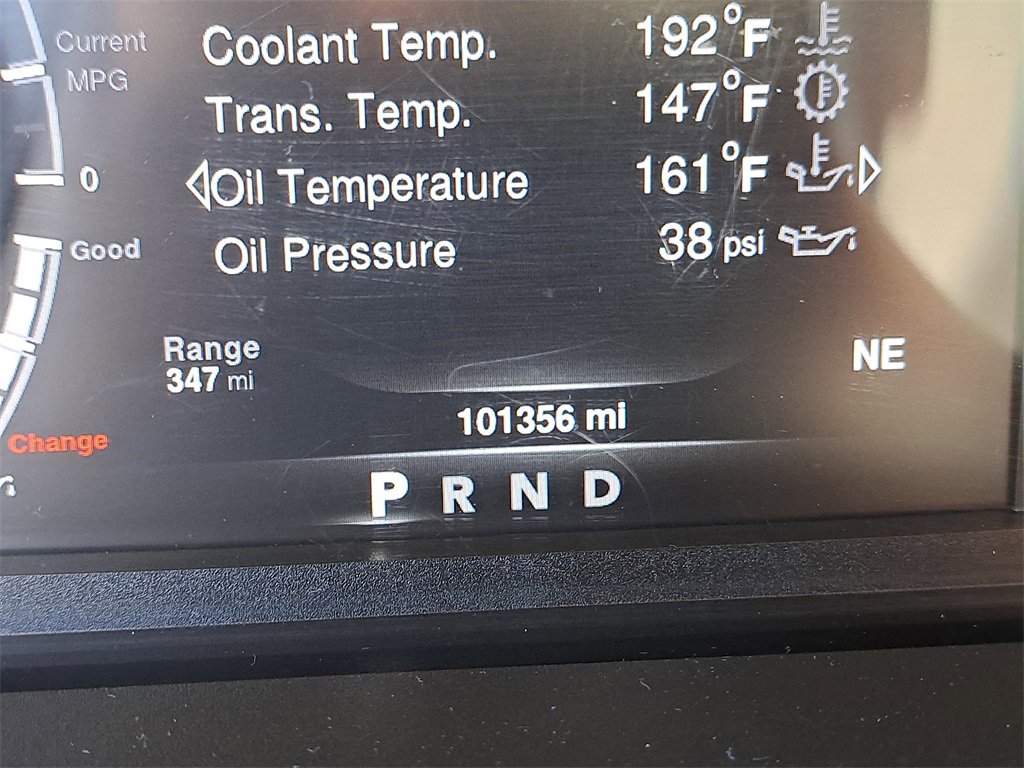 Current
MPG
0
Good
Change
Coolant Temp. 192°F
Trans. Temp. 147°F
Oil Temperature 161°F
Oil Pressure 38 psi
Range
347 mi
NE
101356 mi
P R N D